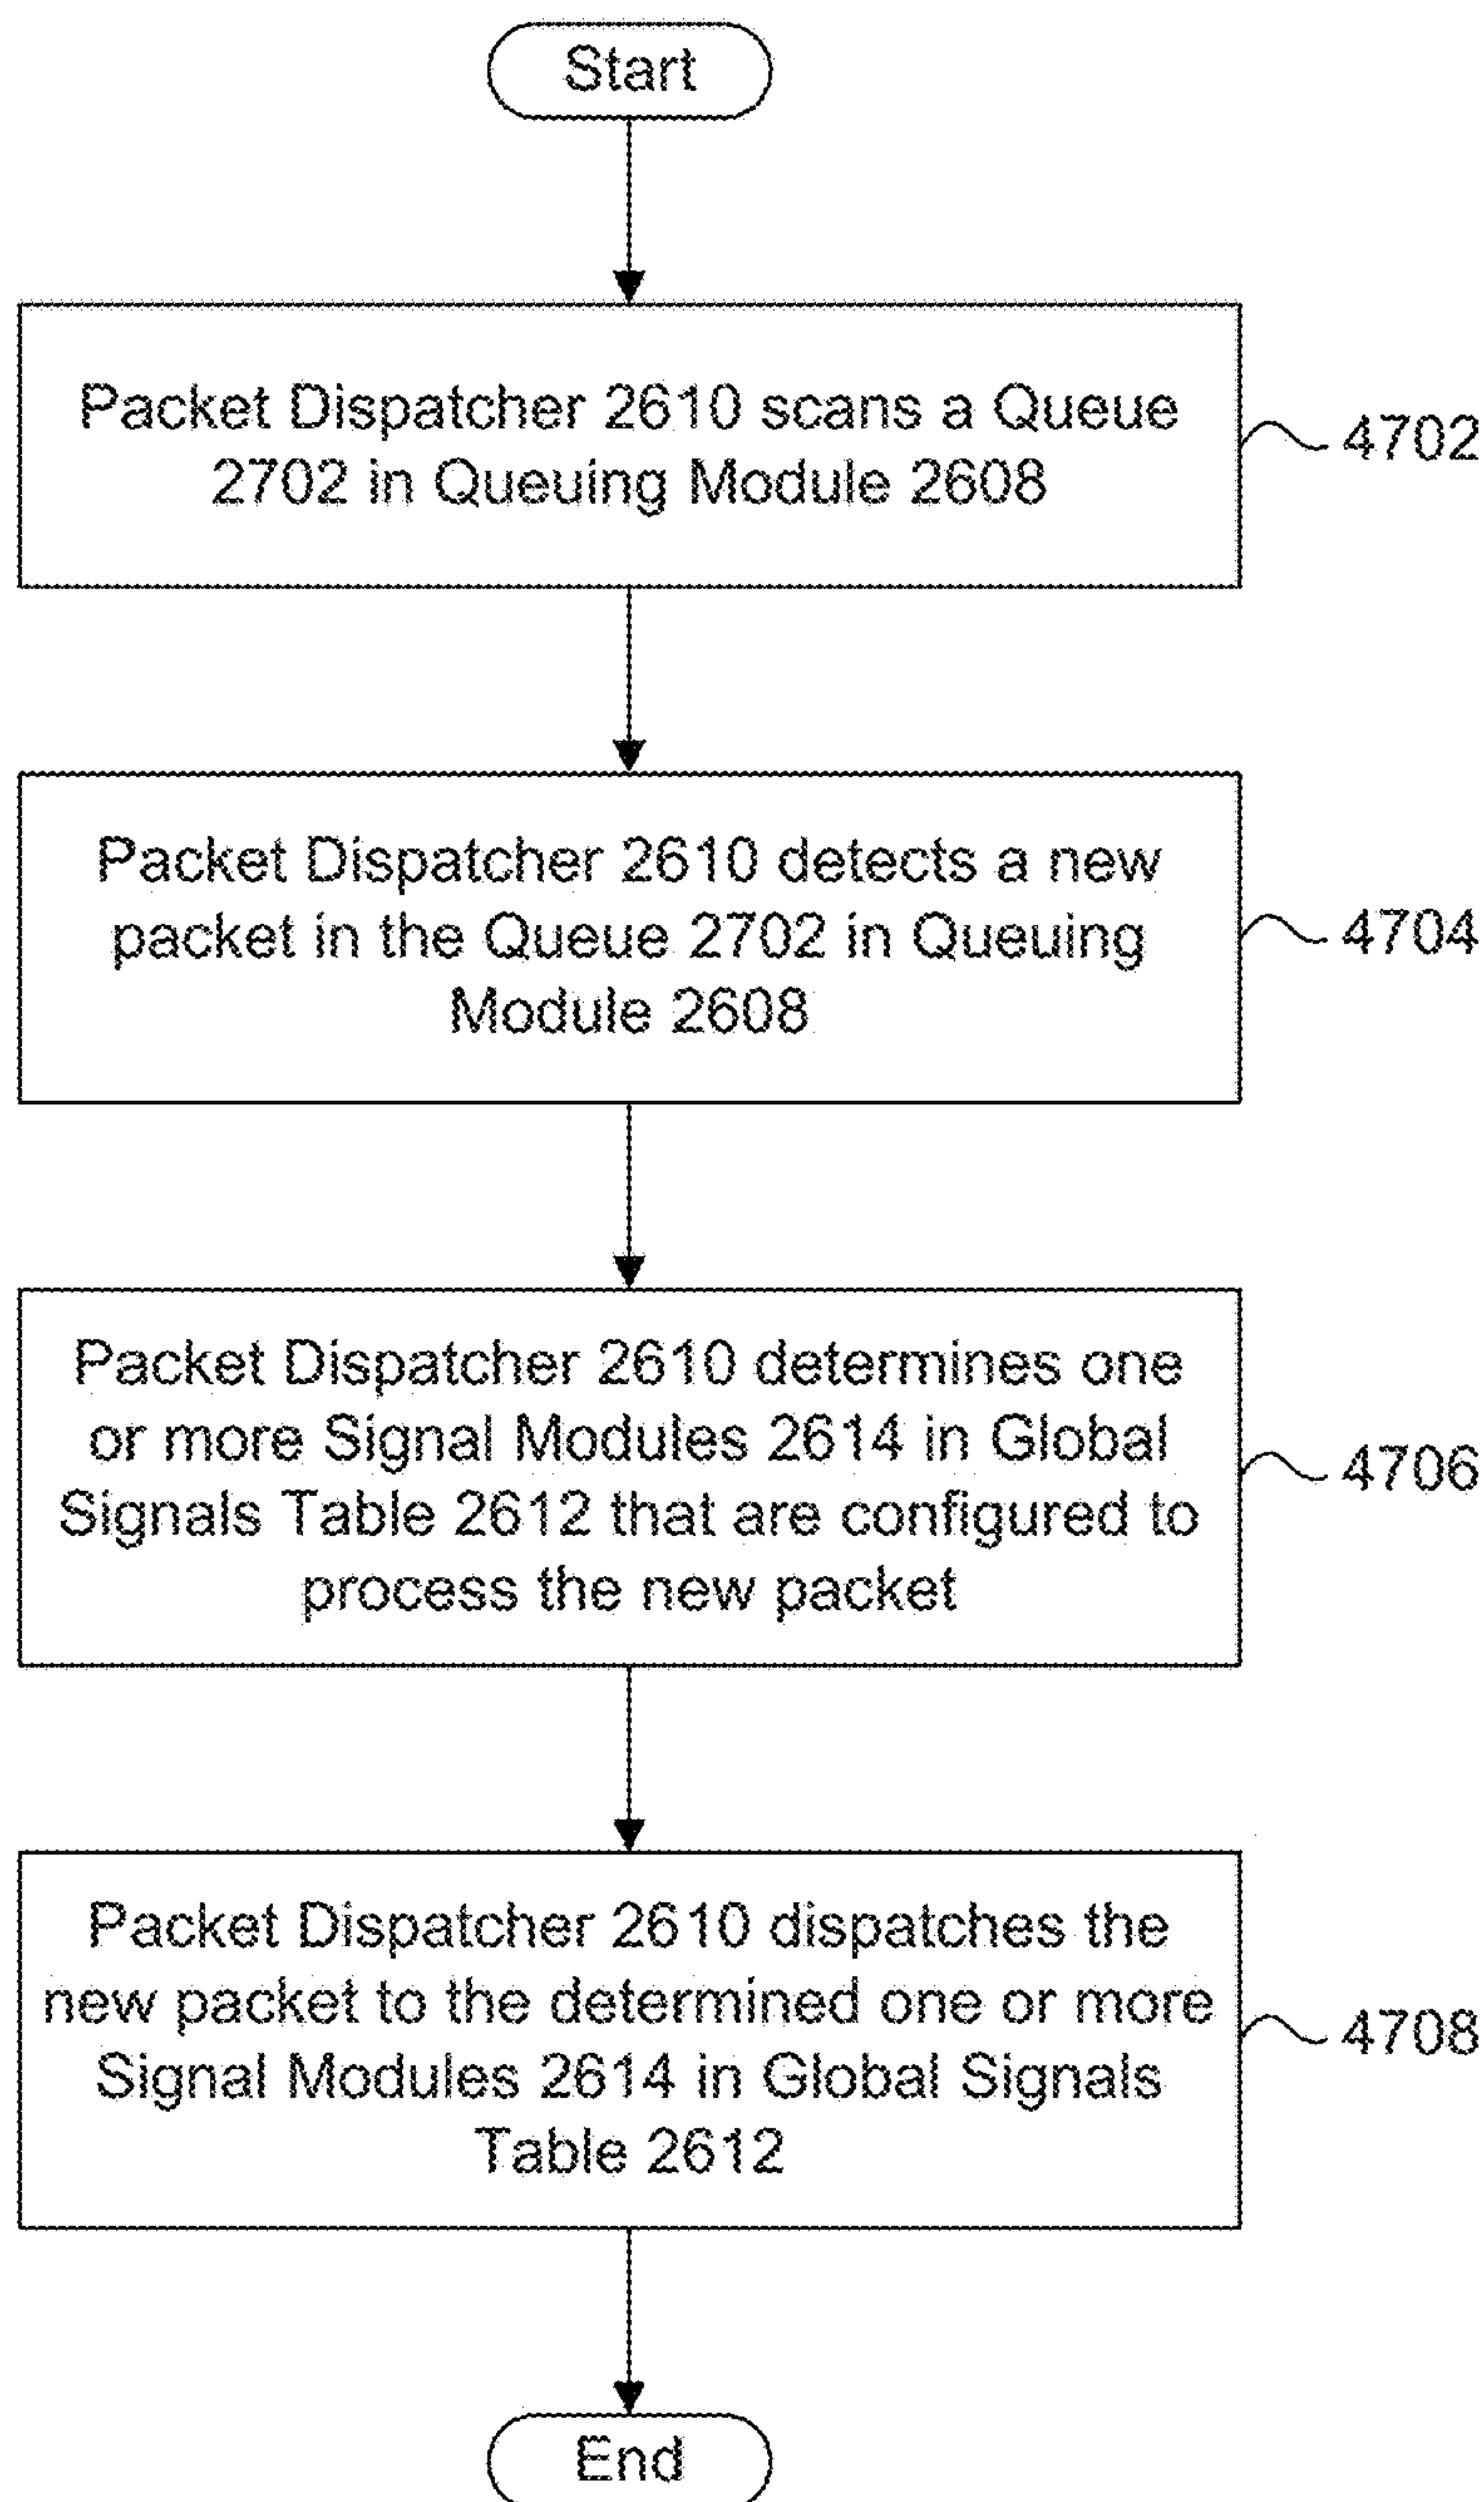 Start
Packet Dispatcher 2610 scans a Queue
2702 in Queuing Module 2608
4702
Packet Dispatcher 2610 detects a new
packet in the Queue 2702 in Queuing
Module 2608
4704
Packet Dispatcher 2610 determines one
or more Signal Modules 2614 in Global
Signals Table 2612 that are configured to
process the new packet
4706
Packet Dispatcher 2610 dispatches the
new packet to the determined one or more
Signal Modules 2614 in Global Signals
Table 2612
4708
End